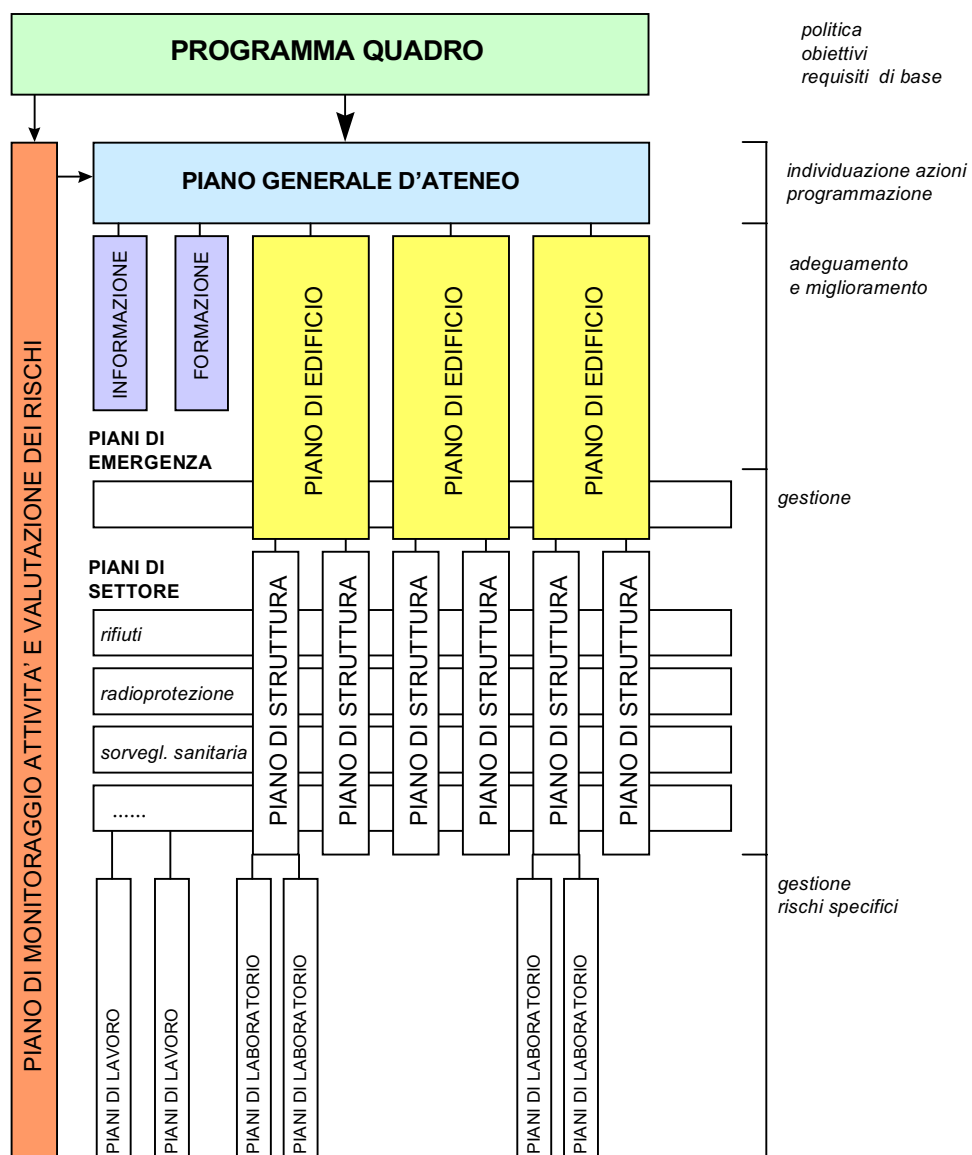 PROGRAMMA QUADRO
politica
obiettivi
requisiti di base
PIANO GENERALE D'ATENEO
individuazione azioni
programmazione
PIANO DI MONITORAGGIO ATTIVITA' E VALUTAZIONE DEI RISCHI
INFORMAZIONE
FORMAZIONE
PIANO DI EDIFICIO
PIANO DI EDIFICIO
PIANO DI EDIFICIO
adeguamento
e miglioramento
PIANI DI
EMERGENZA
gestione
PIANI DI
SETTORE
rifiuti
radioprotezione
sorvegl. sanitaria
......
PIANO DI STRUTTURA
PIANO DI STRUTTURA
PIANO DI STRUTTURA
PIANO DI STRUTTURA
PIANO DI STRUTTURA
PIANO DI STRUTTURA
gestione
rischi specifici
PIANI DI LAVORO
PIANI DI LAVORO
PIANI DI LABORATORIO
PIANI DI LABORATORIO
PIANI DI LABORATORIO
PIANI DI LABORATORIO